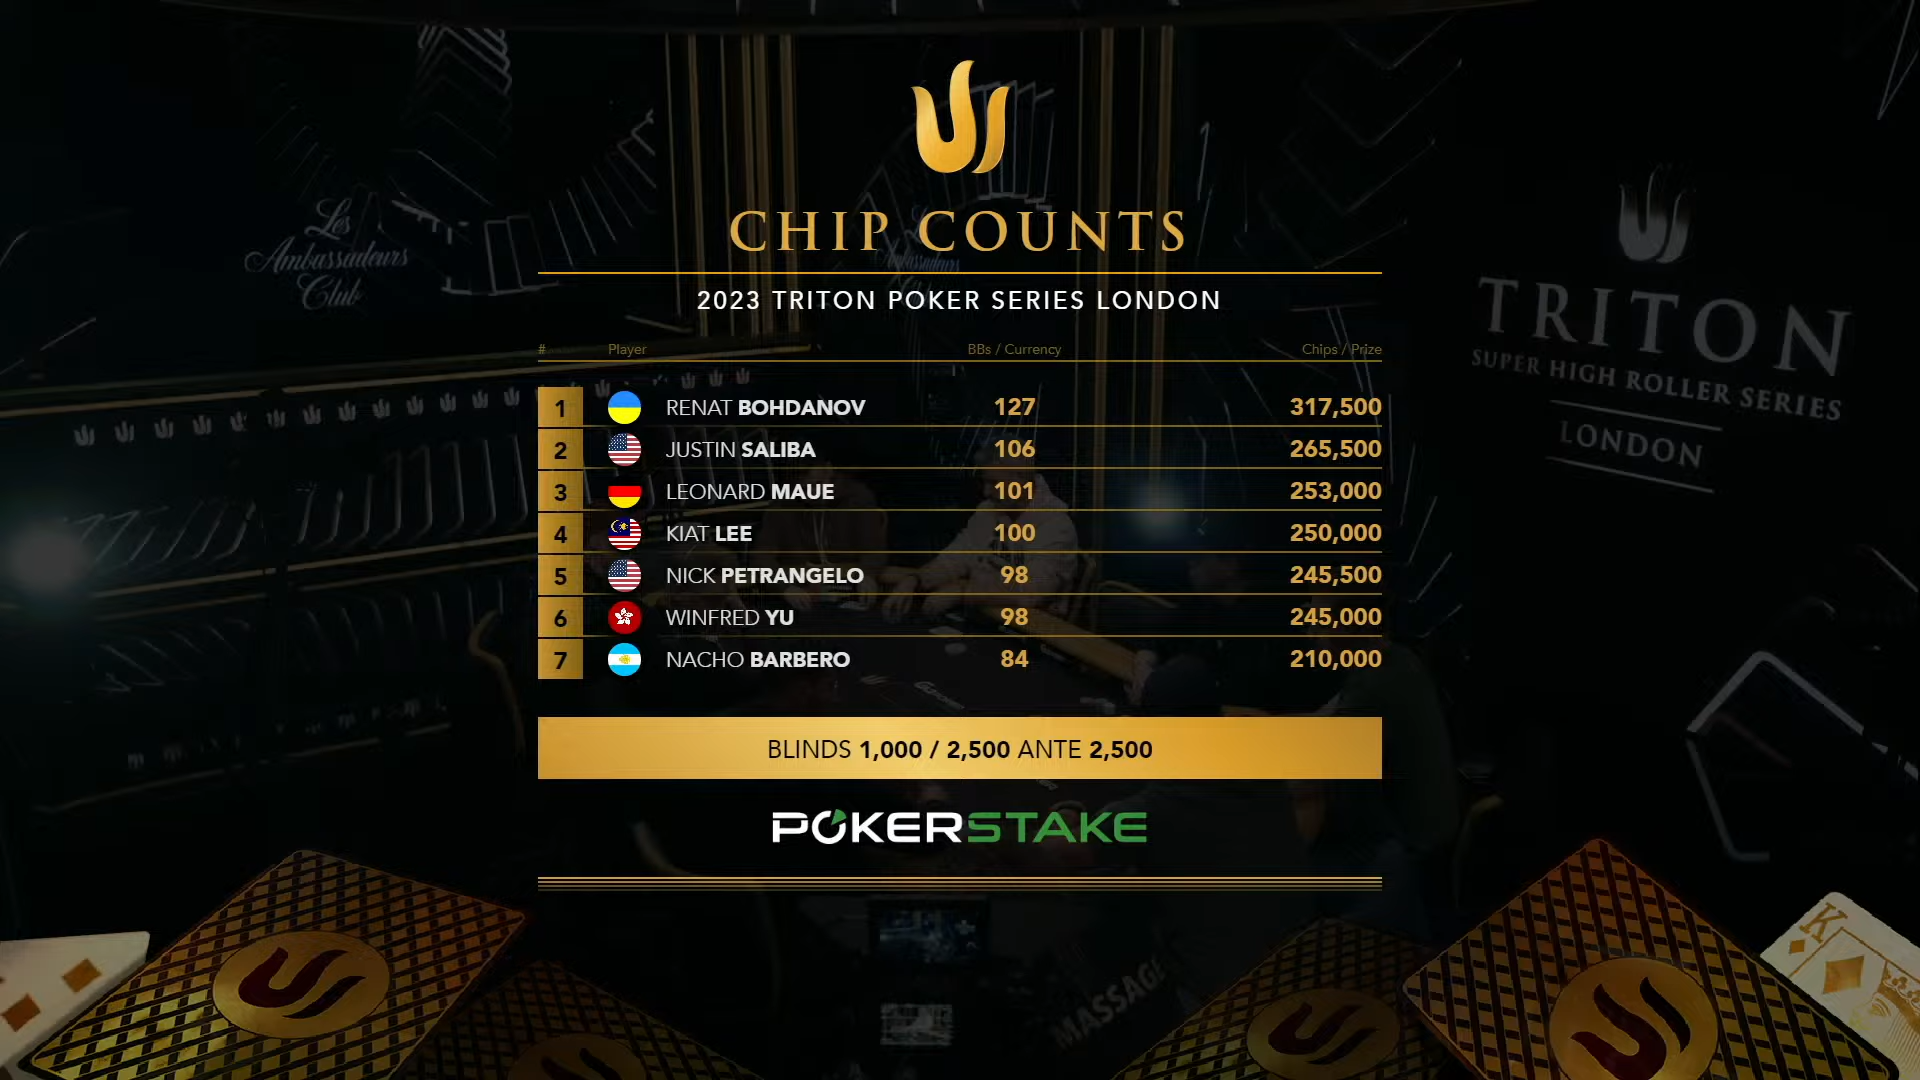 CHIP COUNTS
2023 TRITON POKER SERIES LONDON
# Player BBs / Currency Chips / Prize
1 RENAT BOHDANOV 127 317,500
2 JUSTIN SALIBA 106 265,500
3 LEONARD MAUE 101 253,000
4 KIAT LEE 100 250,000
5 NICK PETRANGELO 98 245,500
6 WINFRED YU 98 245,000
7 NACHO BARBERO 84 210,000
BLINDS 1,000 / 2,500 ANTE 2,500
POKERSTAKE
Les
Ambassadeurs
Club
Ambassadeurs
TRITON
SUPER HIGH ROLLER SERIES
LONDON
MASSAGE
K